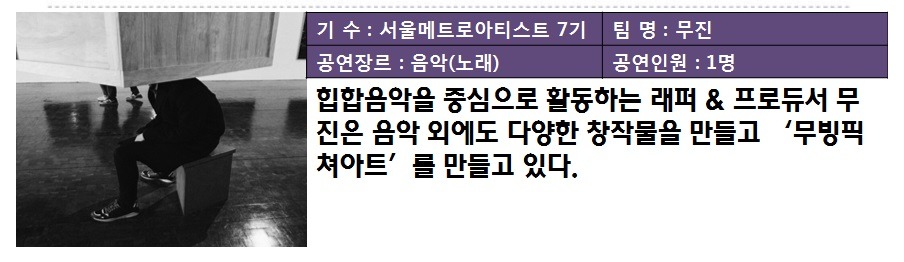 기 수 : 서울메트로아티스트 7기 팀 명 : 무진
공연장르 : 음악(노래) 공연인원 : 1명
힙합음악을 중심으로 활동하는 래퍼 & 프로듀서 무
진은 음악 외에도 다양한 창작물을 만들고 ‘무빙픽
쳐아트’를 만들고 있다.